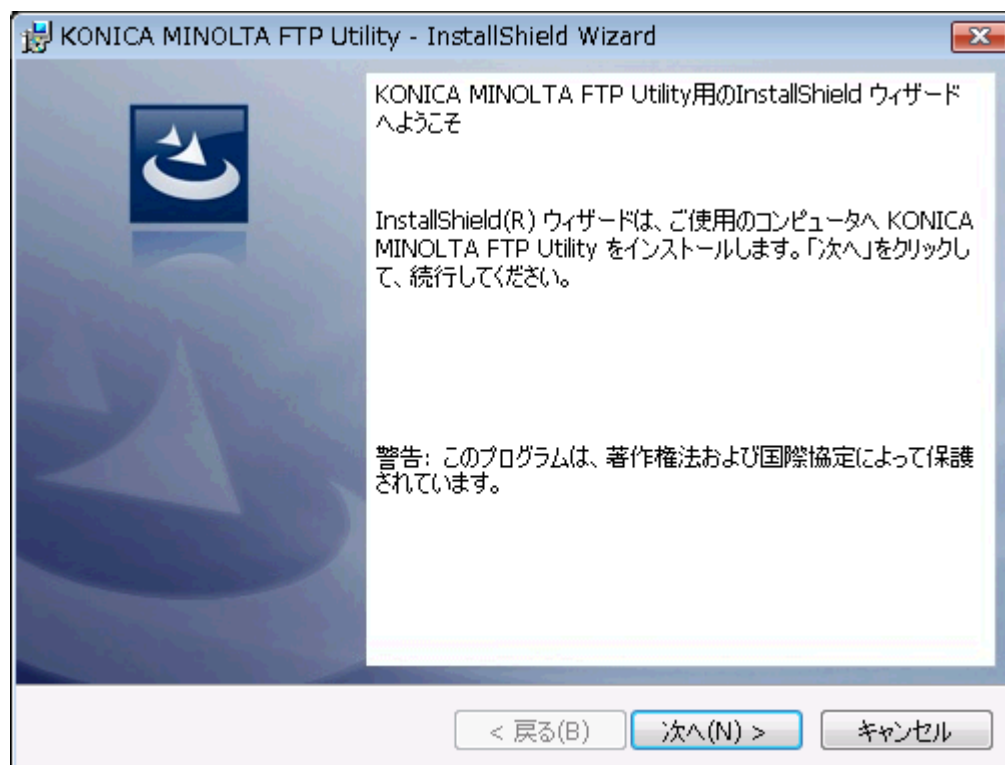 KONICA MINOLTA FTP Utility - InstallShield Wizard
KONICA MINOLTA FTP Utility用のInstallShield ウィザード
へようこそ
InstallShield(R) ウィザードは、ご使用のコンピュータへ KONICA
MINOLTA FTP Utility をインストールします。「次へ」をクリックし
て、続行してください。
警告: このプログラムは、著作権法および国際協定によって保護
されています。
< 戻る(B)
次へ(N) >
キャンセル